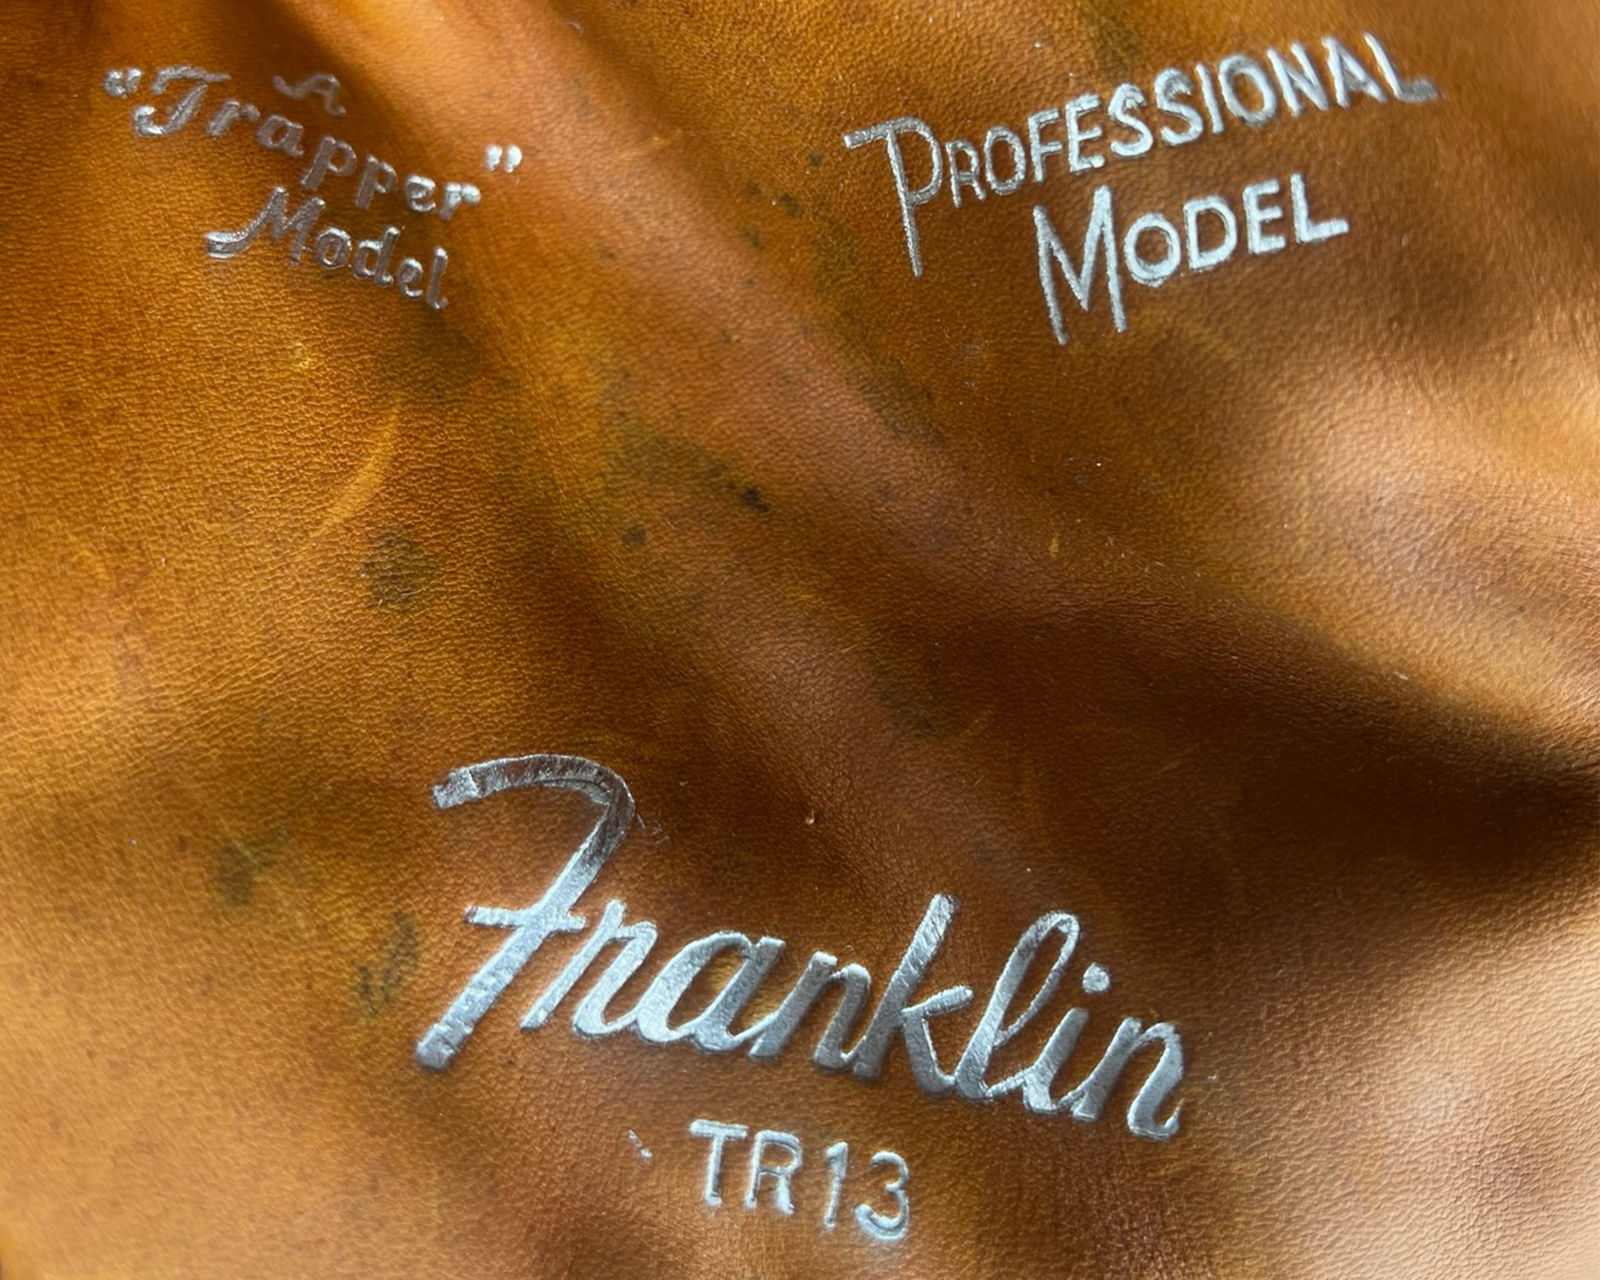 A
"Trapper"
Model
PROFESSIONAL
MODEL
Franklin
TR13